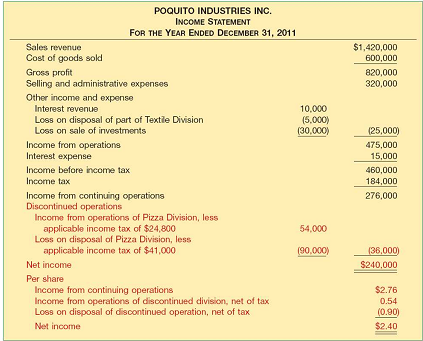 POQUITO INDUSTRIES INC.
INCOME STATEMENT
FOR THE YEAR ENDED DECEMBER 31, 2011
Sales revenue $1,420,000
Cost of goods sold 600,000
Gross profit 820,000
Selling and administrative expenses 320,000
Other income and expense
Interest revenue 10,000
Loss on disposal of part of Textile Division (5,000)
Loss on sale of investments (30,000) (25,000)
Income from operations 475,000
Interest expense 15,000
Income before income tax 460,000
Income tax 184,000
Income from continuing operations 276,000
Discontinued operations
Income from operations of Pizza Division, less
applicable income tax of $24,800 54,000
Loss on disposal of Pizza Division, less
applicable income tax of $41,000 (90,000) (36,000)
Net income $240,000
Per share
Income from continuing operations $2.76
Income from operations of discontinued division, net of tax 0.54
Loss on disposal of discontinued operation, net of tax (0.90)
Net income $2.40